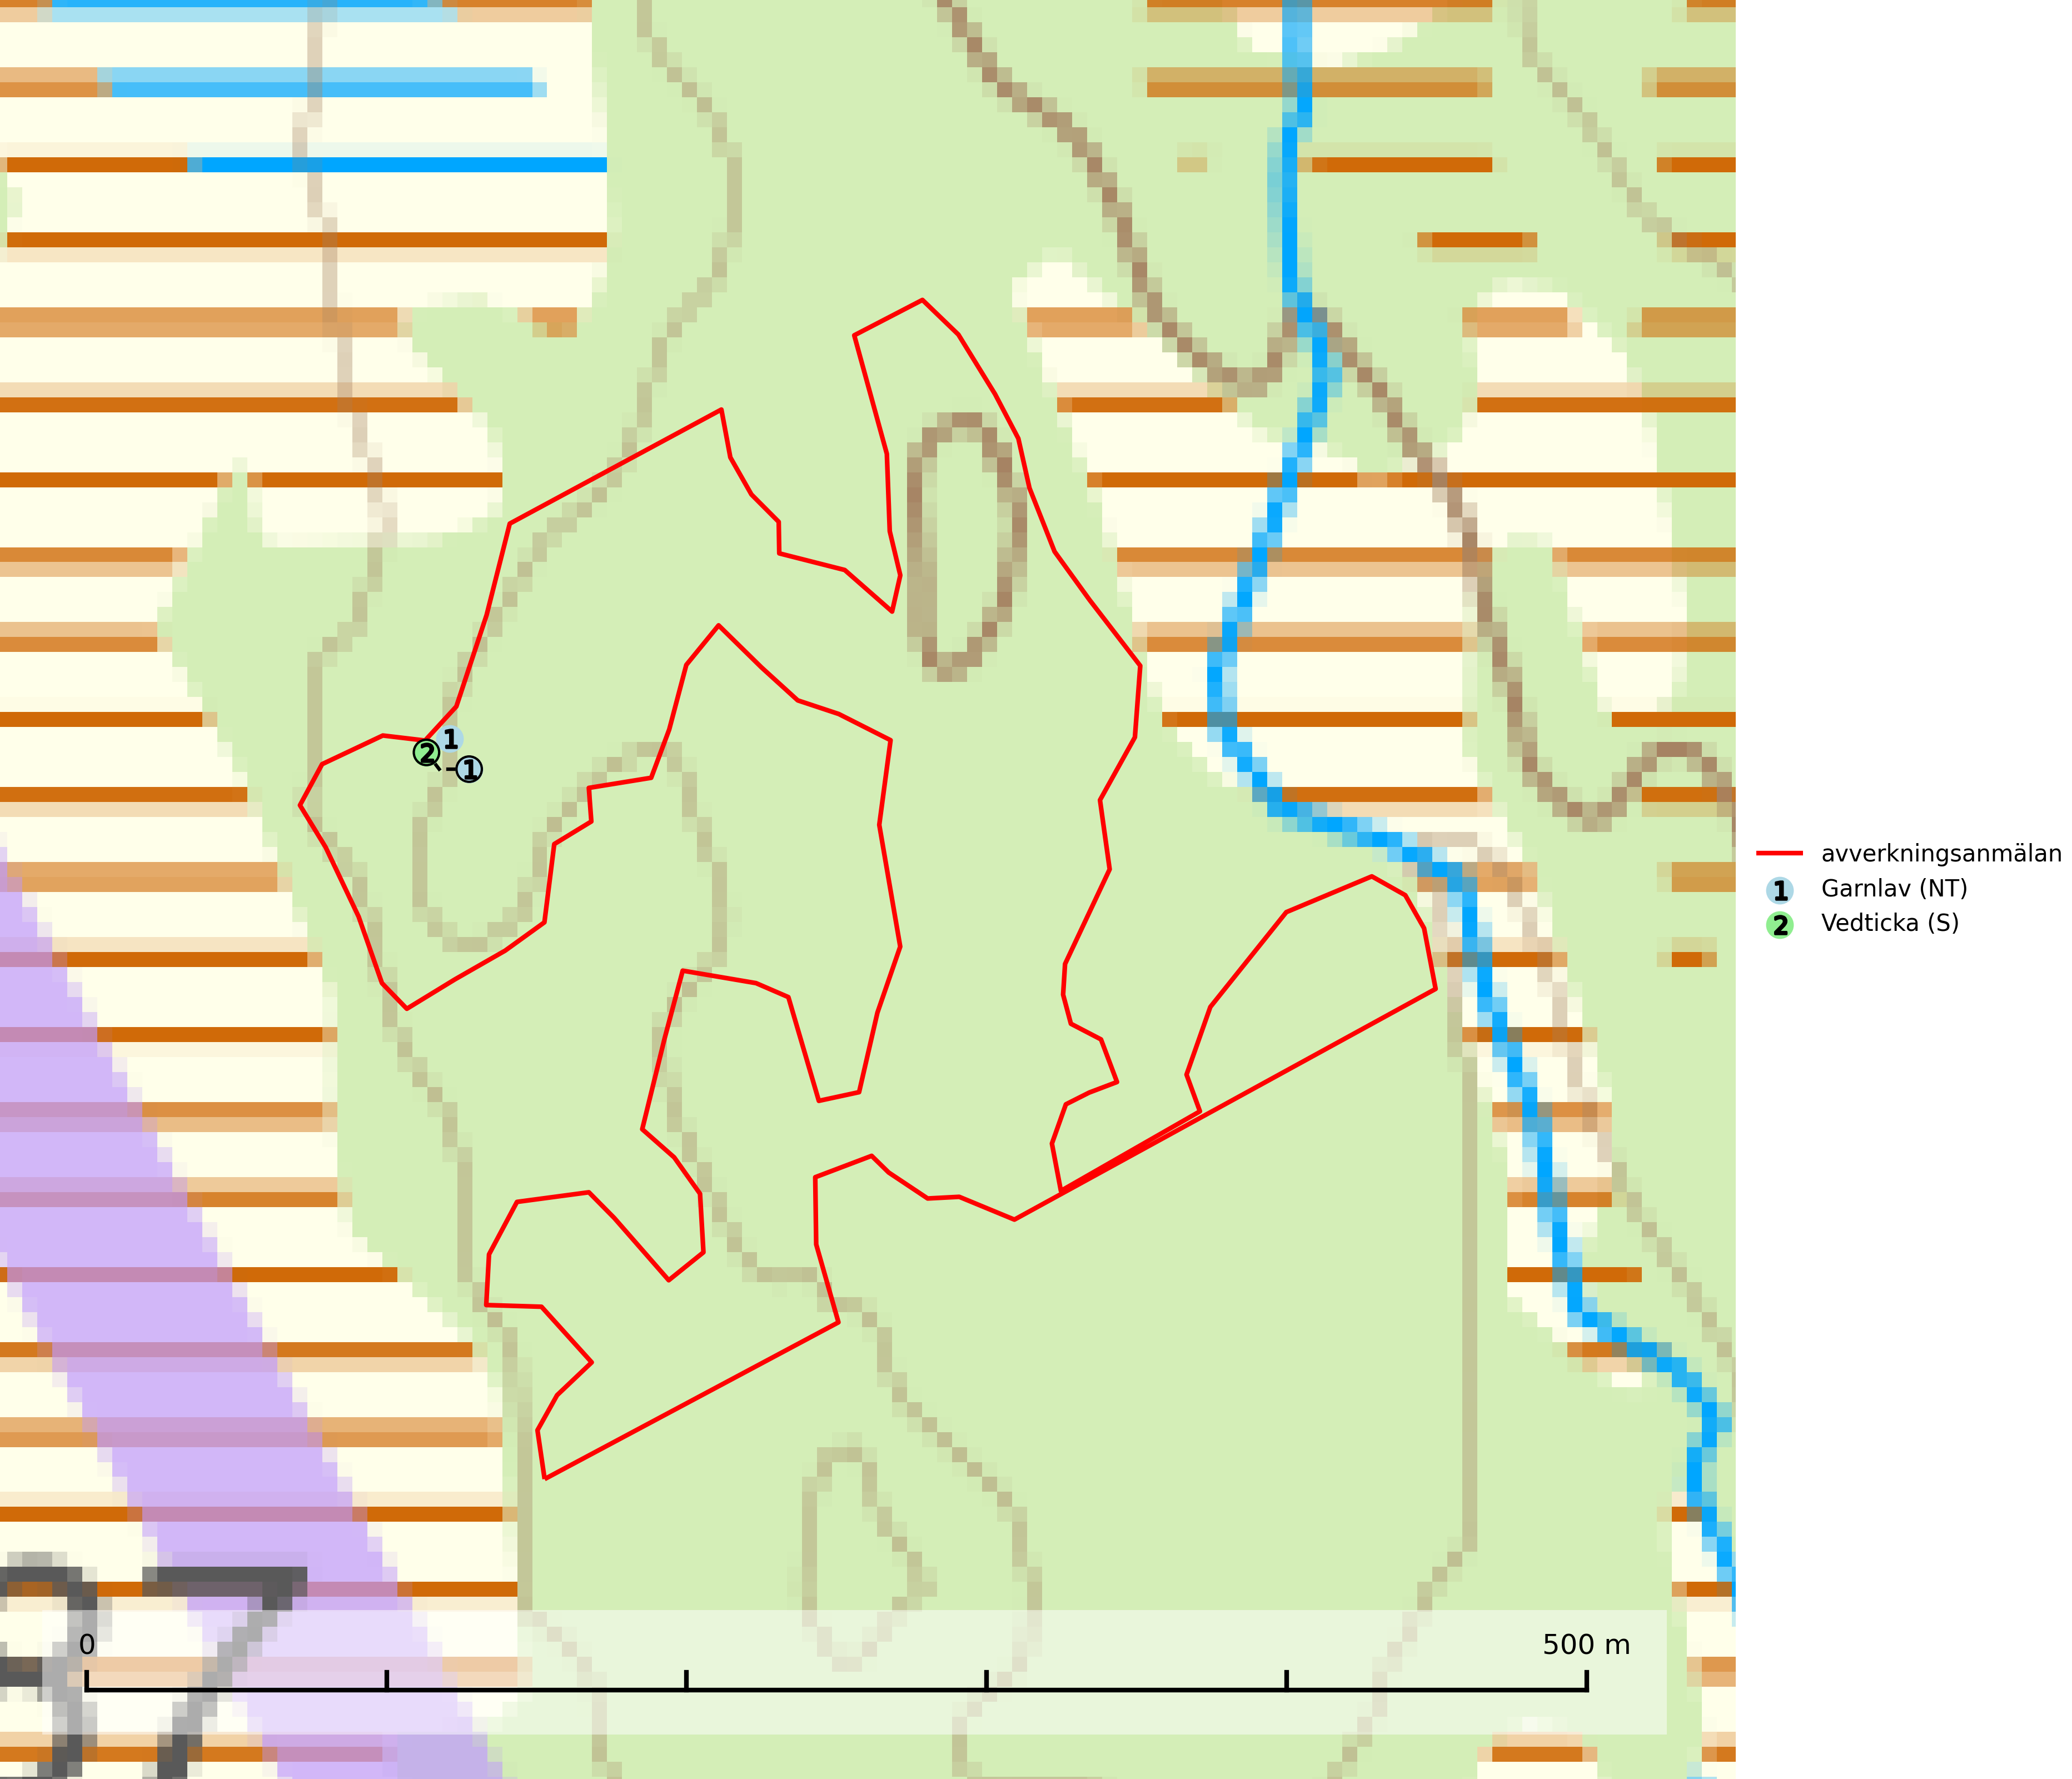 1
2
1
avverkningsanmälan
1 Garnlav (NT)
2 Vedticka (S)
0 500 m